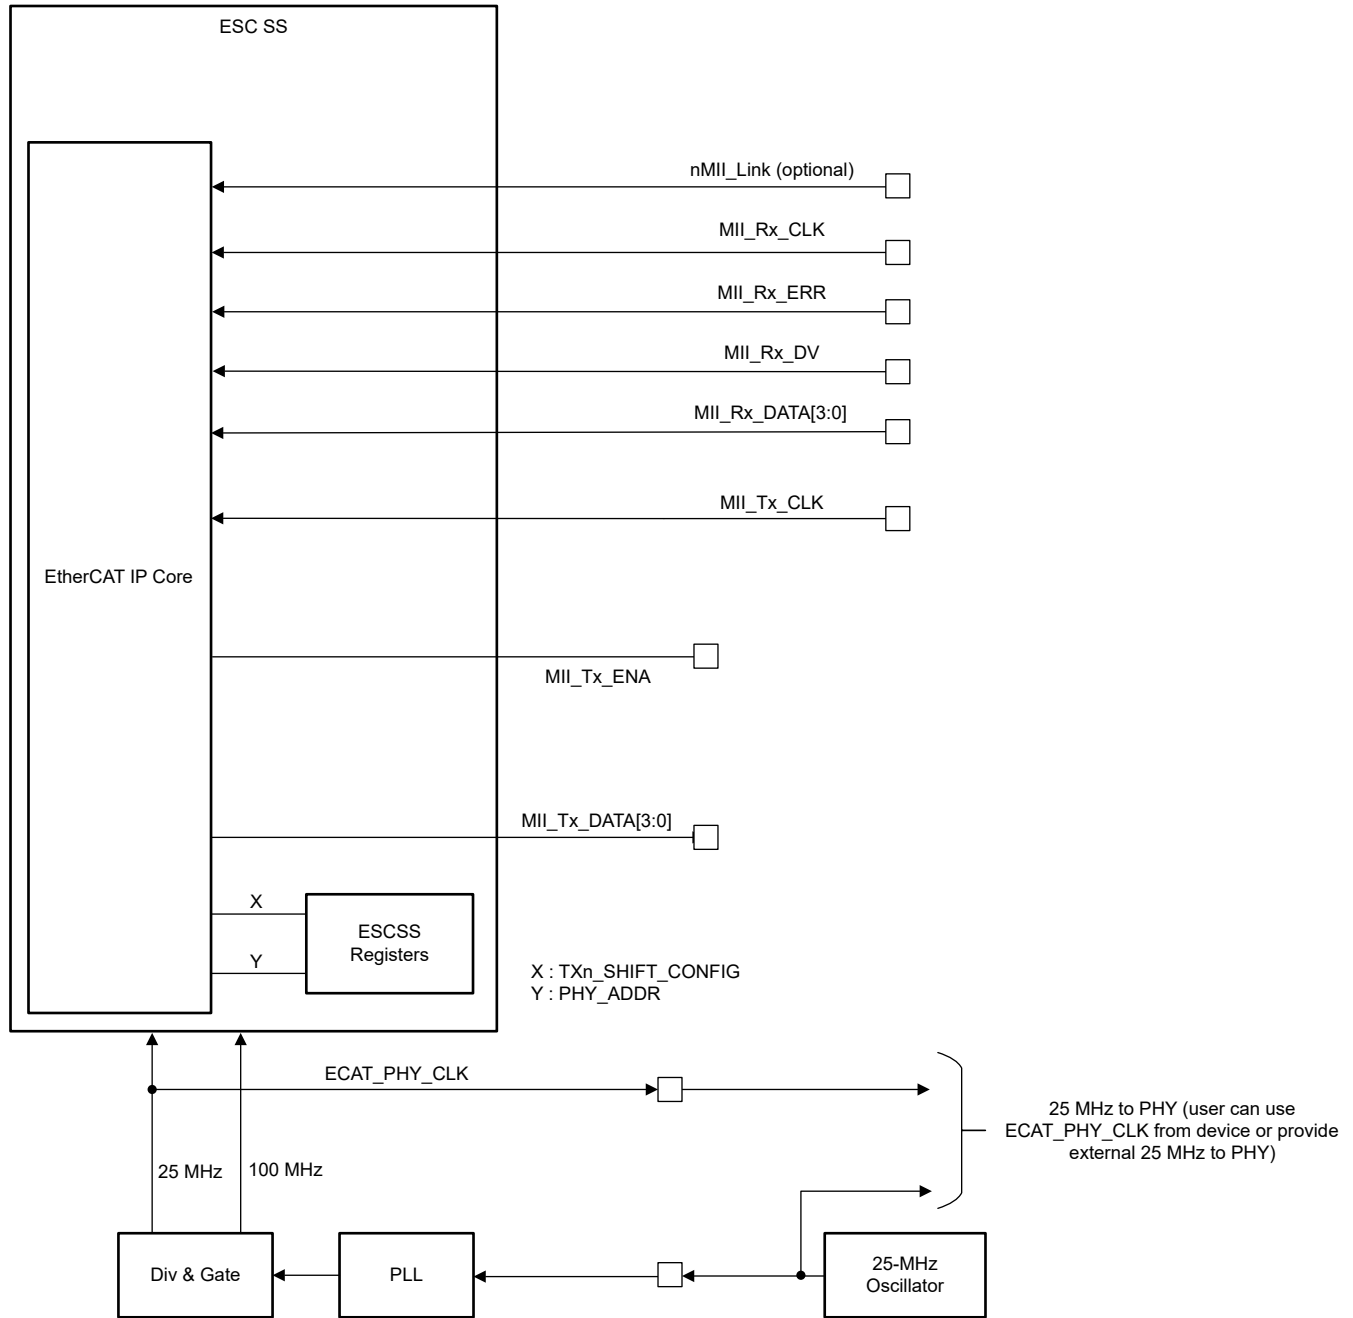 ESC SS
nMII_Link (optional)
MII_Rx_CLK
MII_Rx_ERR
MII_Rx_DV
MII_Rx_DATA[3:0]
MII_Tx_CLK
EtherCAT IP Core
MII_Tx_ENA
MII_Tx_DATA[3:0]
X
ESCSS
Registers
Y
X : TXn_SHIFT_CONFIG
Y : PHY_ADDR
ECAT_PHY_CLK
25 MHz to PHY (user can use
ECAT_PHY_CLK from device or provide
external 25 MHz to PHY)
25 MHz
100 MHz
Div & Gate
PLL
25-MHz
Oscillator